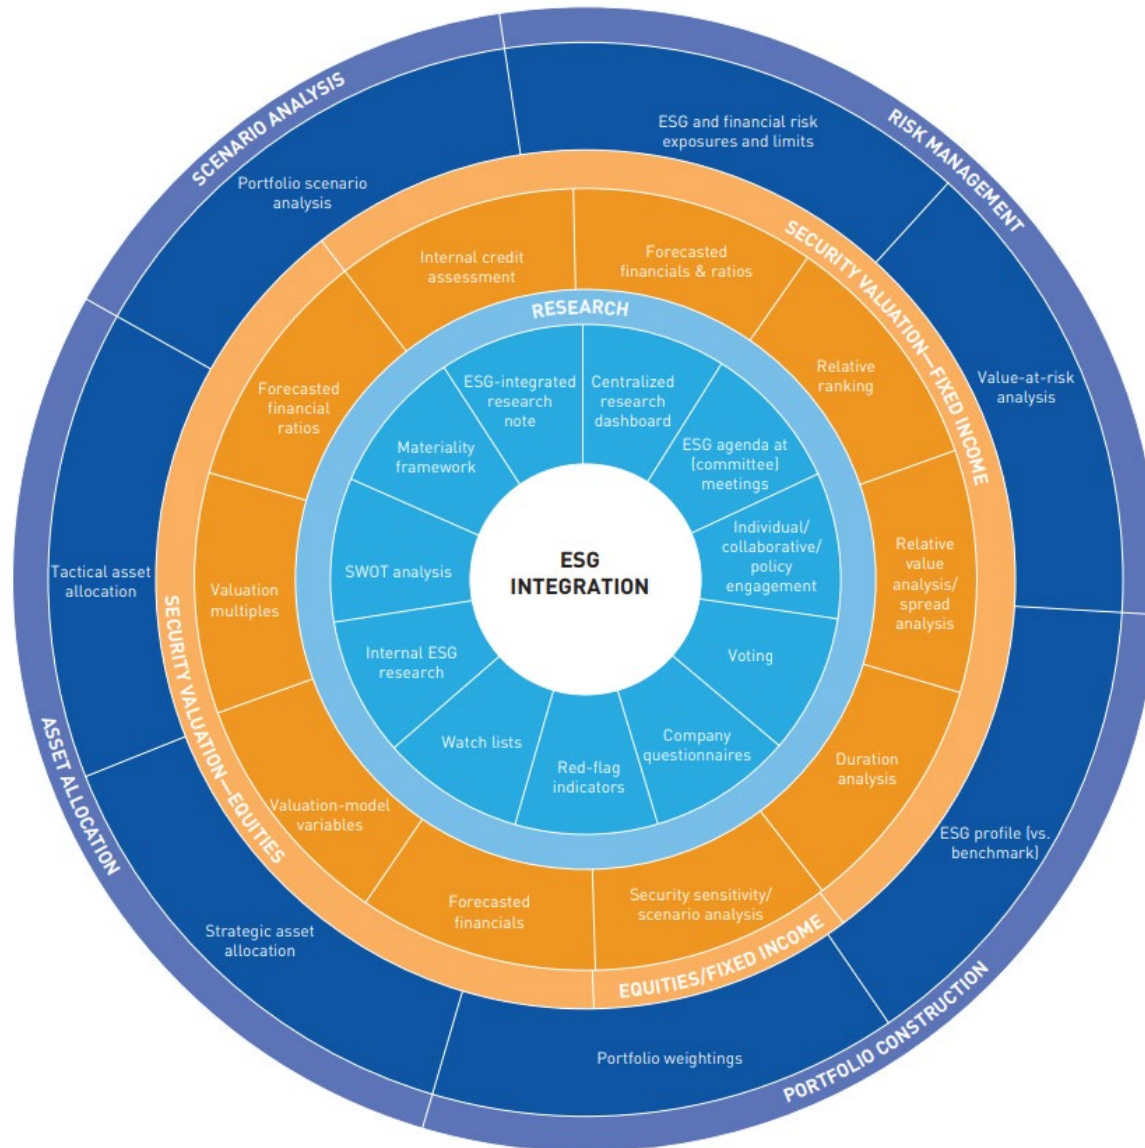 SCENARIO ANALYSIS
RISK MANAGEMENT
PORTFOLIO CONSTRUCTION
ASSET ALLOCATION
Portfolio scenario
analysis
ESG and financial risk
exposures and limits
Value-at-risk
analysis
ESG profile (vs.
benchmark)
Portfolio weightings
Strategic asset
allocation
Tactical asset
allocation
SECURITY VALUATION—FIXED INCOME
EQUITIES/FIXED INCOME
SECURITY VALUATION—EQUITIES
Internal credit
assessment
Forecasted
financials & ratios
Relative
ranking
Relative
value
analysis/
spread
analysis
Duration
analysis
Security sensitivity/
scenario analysis
Forecasted
financials
Valuation-model
variables
Valuation
multiples
Forecasted
financial
ratios
RESEARCH
ESG-integrated
research
note
Centralized
research
dashboard
ESG agenda at
(committee)
meetings
Individual/
collaborative/
policy
engagement
Voting
Company
questionnaires
Red-flag
indicators
Watch lists
Internal ESG
research
SWOT analysis
Materiality
framework
ESG
INTEGRATION